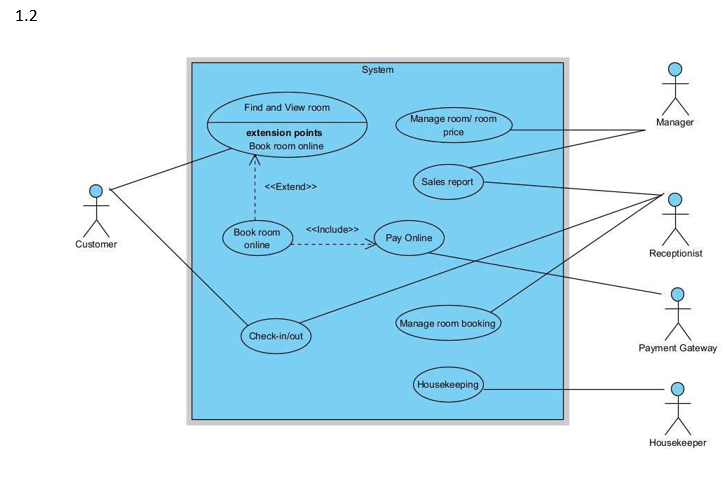 1.2
System
Find and View room
extension points
Book room online
Manage room/ room
price
Manager
<<Extend>>
Sales report
Customer
Book room
online
<<Include>>
Pay Online
Receptionist
Check-in/out
Manage room booking
Payment Gateway
Housekeeping
Housekeeper